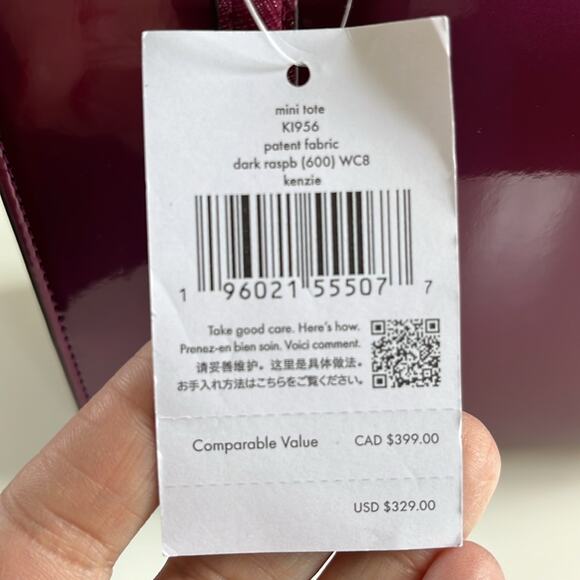 mini tote
KI956
patent fabric
dark raspb (600) WC8
kenzie
1 96021 55507 7
Take good care. Here's how.
Prenez-en bien soin. Voici comment.
请妥善维护。这里是具体做法。
お手入れ方法はこちらをご覧ください。
Comparable Value CAD $399.00
USD $329.00